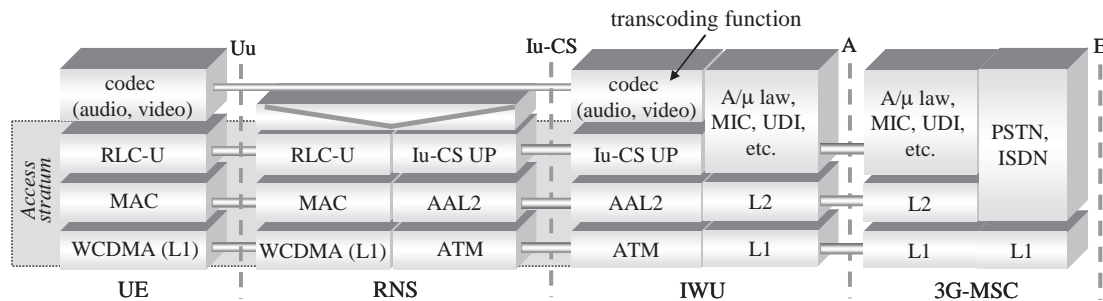 transcoding function
Uu
Iu-CS
A
E
codec
(audio, video)
codec
(audio, video)
A/μ law,
MIC, UDI,
etc.
A/μ law,
MIC, UDI,
etc.
PSTN,
ISDN
Access
stratum
RLC-U
RLC-U
Iu-CS UP
Iu-CS UP
MAC
MAC
AAL2
AAL2
L2
L2
WCDMA (L1)
WCDMA (L1)
ATM
ATM
L1
L1
L1
UE
RNS
IWU
3G-MSC